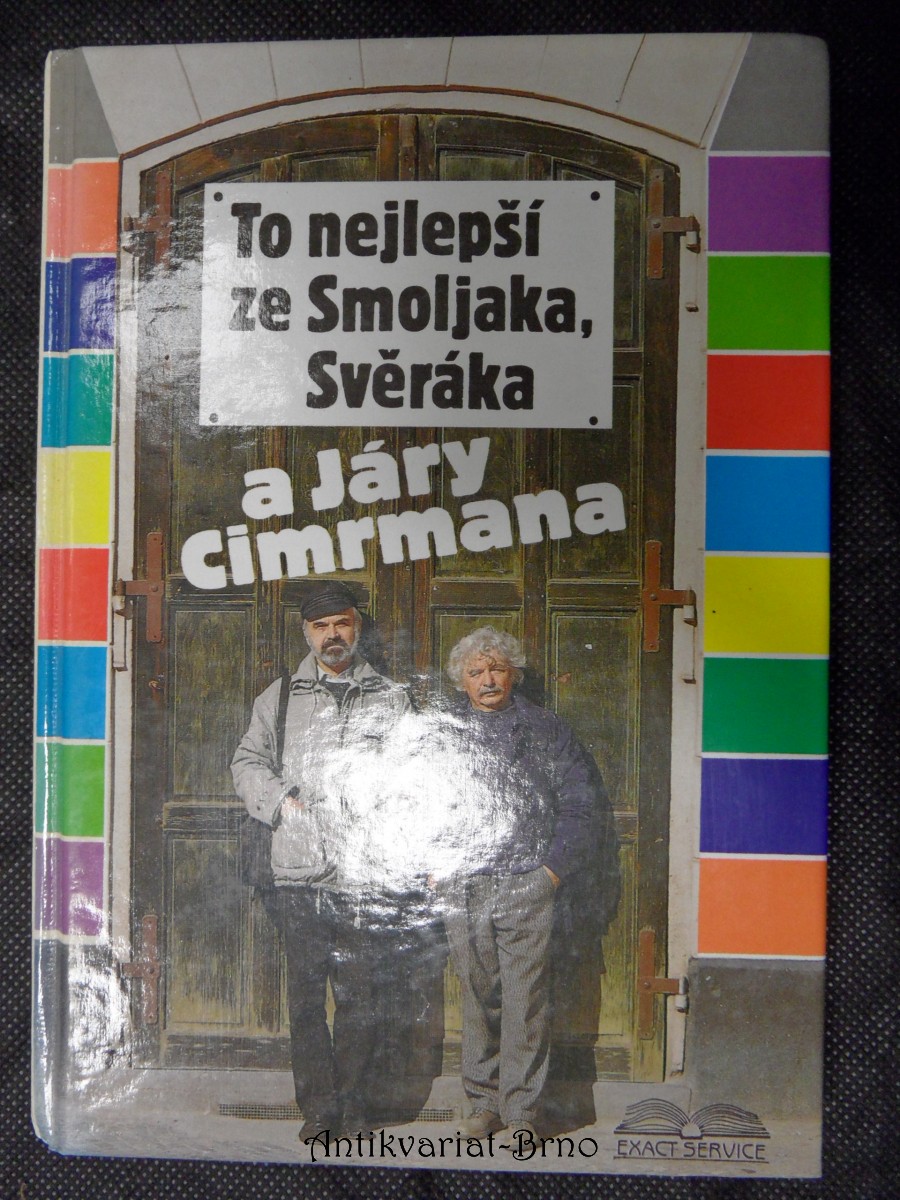 To nejlepší
ze Smoljaka,
Svěráka
a Járy
Cimrmana
Antikvariat-Brno
EXACT SERVICE